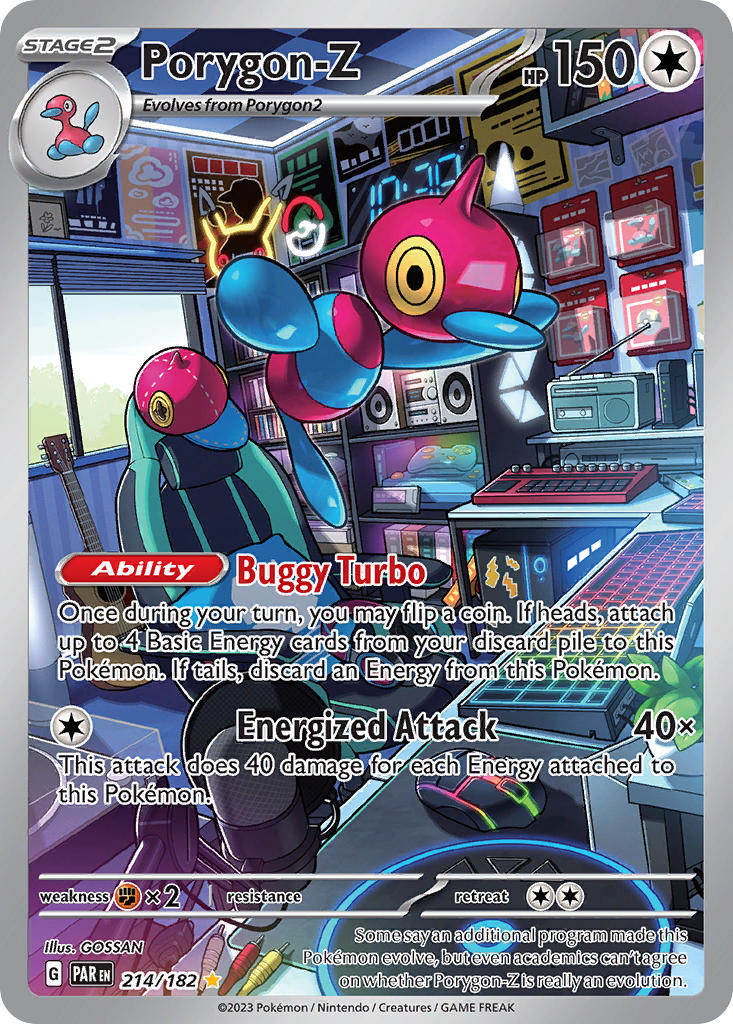 STAGE2
Porygon-Z
HP 150
Evolves from Porygon2
10:30
Ability Buggy Turbo
Once during your turn, you may flip a coin. If heads, attach
up to 4 Basic Energy cards from your discard pile to this
Pokémon. If tails, discard an Energy from this Pokémon.
Energized Attack 40×
This attack does 40 damage for each Energy attached to
this Pokémon.
weakness ×2 resistance retreat
Illus. GOSSAN
Some say an additional program made this
Pokémon evolve, but even academics can't agree
on whether Porygon-Z is really an evolution.
G PAR EN 214/182
©2023 Pokémon / Nintendo / Creatures / GAME FREAK